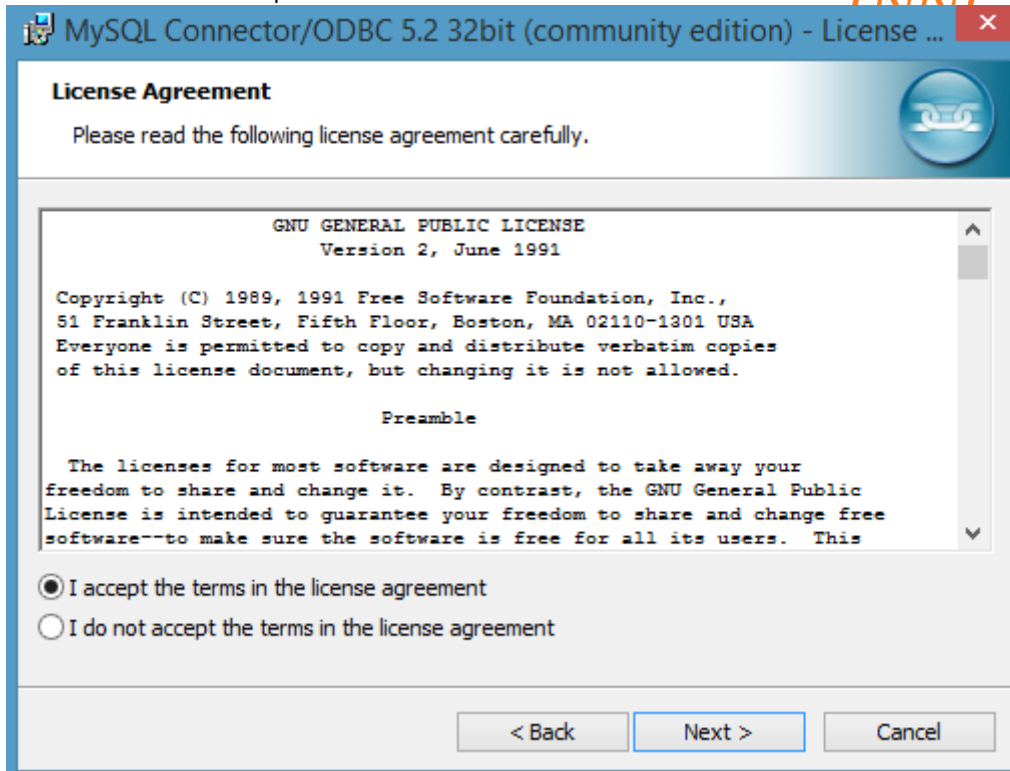 MySQL Connector/ODBC 5.2 32bit (community edition) - License ...
License Agreement
Please read the following license agreement carefully.
GNU GENERAL PUBLIC LICENSE
Version 2, June 1991
Copyright (C) 1989, 1991 Free Software Foundation, Inc.,
51 Franklin Street, Fifth Floor, Boston, MA 02110-1301 USA
Everyone is permitted to copy and distribute verbatim copies
of this license document, but changing it is not allowed.
Preamble
The licenses for most software are designed to take away your
freedom to share and change it.  By contrast, the GNU General Public
License is intended to guarantee your freedom to share and change free
software--to make sure the software is free for all its users.  This
I accept the terms in the license agreement
I do not accept the terms in the license agreement
< Back Next > Cancel